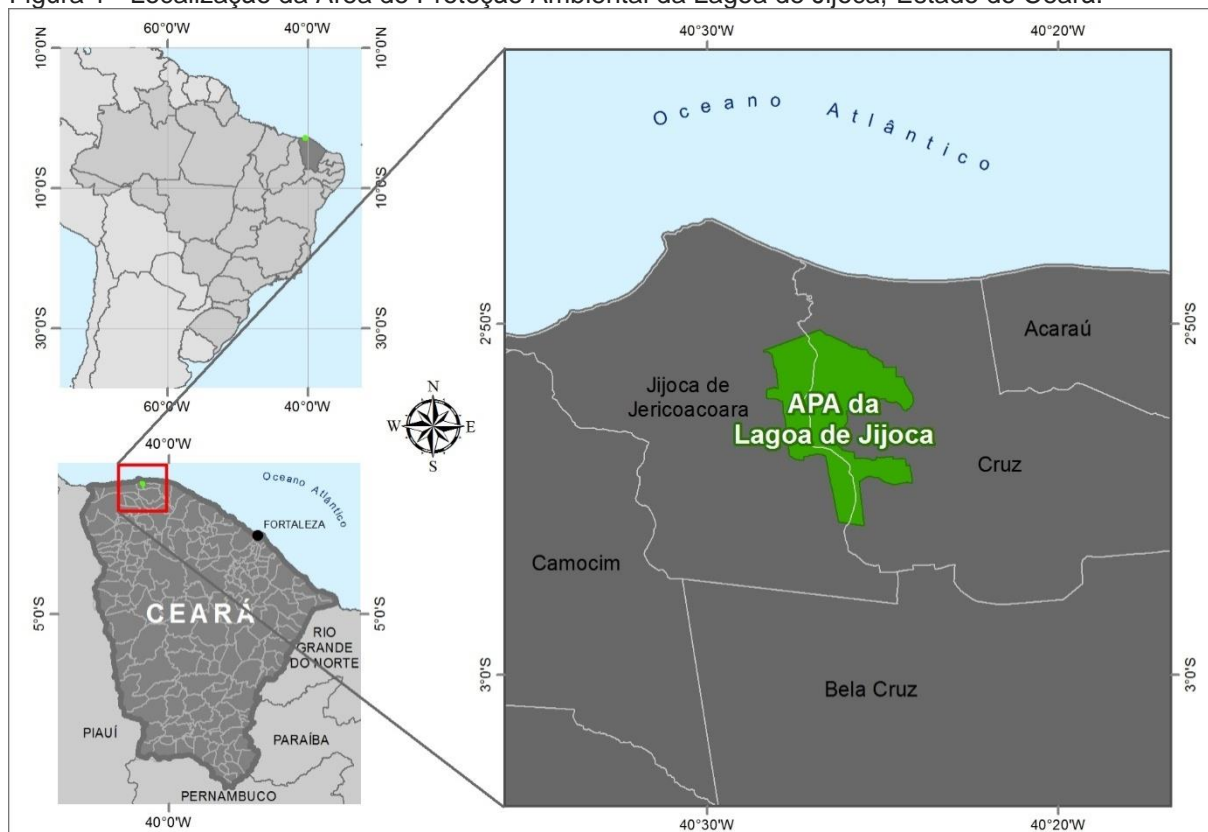 Figura 1 - Localização da Área de Proteção Ambiental da Lagoa de Jijoca, Estado do Ceará.
60°0'W
40°0'W
10°0'N
10°0'N
10°0'S
10°0'S
30°0'S
30°0'S
60°0'W
40°0'W
N
W
E
S
40°0'W
Oceano Atlântico
FORTALEZA
CEARÁ
5°0'S
5°0'S
RIO
GRANDE
DO NORTE
PIAUÍ
PARAÍBA
PERNAMBUCO
40°0'W
40°30'W
40°20'W
Oceano Atlântico
2°50'S
2°50'S
Acaraú
Jijoca de
Jericoacoara
APA da
Lagoa de Jijoca
Cruz
Camocim
Bela Cruz
3°0'S
3°0'S
40°30'W
40°20'W